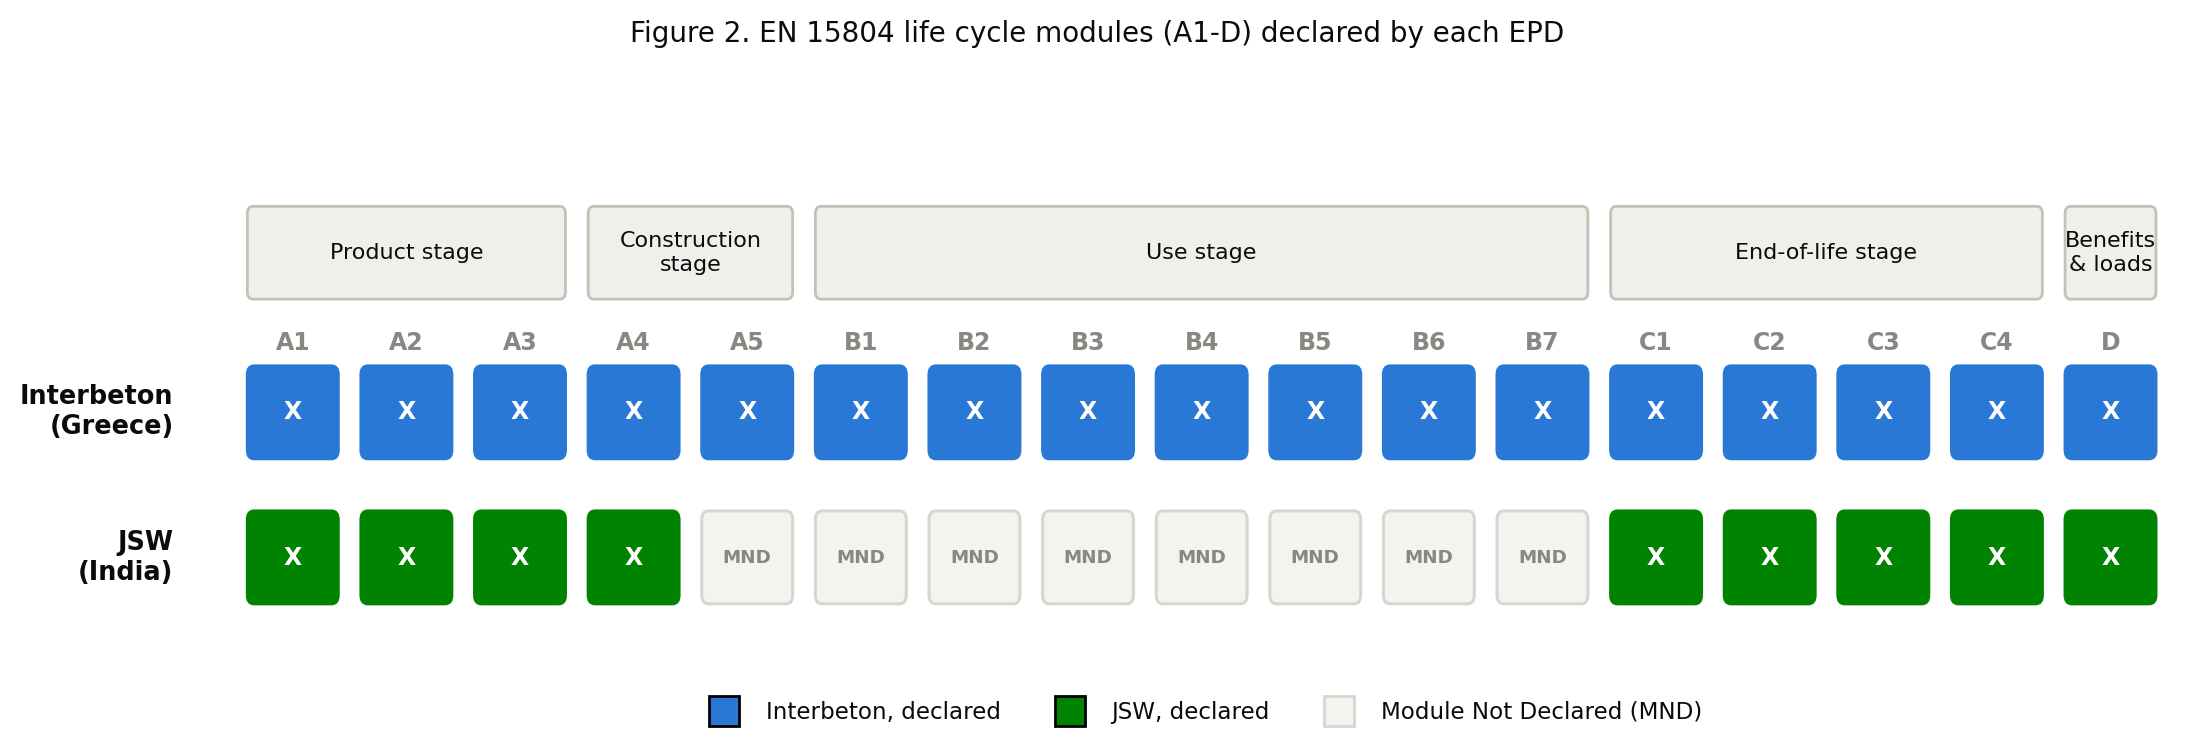 Figure 2. EN 15804 life cycle modules (A1-D) declared by each EPD
Product stage
Construction
stage
Use stage
End-of-life stage
Benefits
& loads
A1 A2 A3 A4 A5 B1 B2 B3 B4 B5 B6 B7 C1 C2 C3 C4 D
Interbeton
(Greece)
X X X X X X X X X X X X X X X X X
JSW
(India)
X X X X MND MND MND MND MND MND MND MND X X X X X
Interbeton, declared
JSW, declared
Module Not Declared (MND)